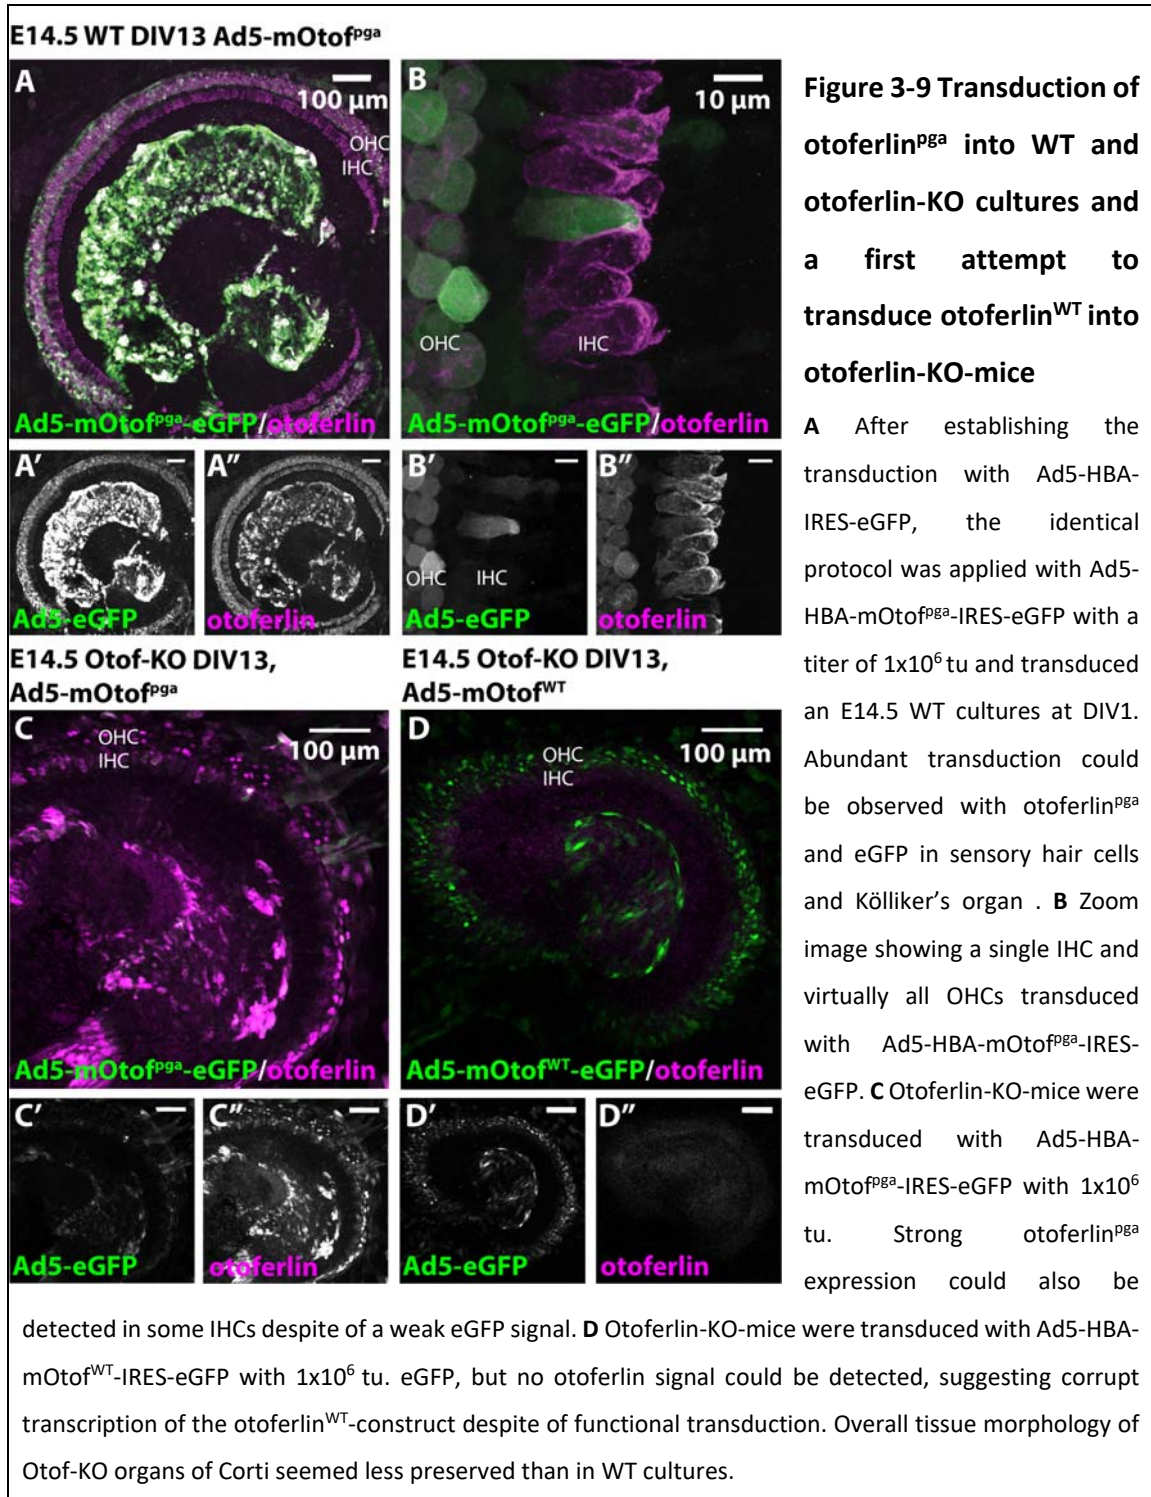 E14.5 WT DIV13 Ad5-mOtofpga
A
100 µm
OHC
IHC
Ad5-mOtofpga-eGFP/otoferlin
B
10 µm
OHC
IHC
Ad5-mOtofpga-eGFP/otoferlin
A′
Ad5-eGFP
A″
otoferlin
B′
OHC
IHC
Ad5-eGFP
B″
otoferlin
E14.5 Otof-KO DIV13,
Ad5-mOtofpga
E14.5 Otof-KO DIV13,
Ad5-mOtofWT
C
OHC
IHC
100 µm
Ad5-mOtofpga-eGFP/otoferlin
D
OHC
IHC
100 µm
Ad5-mOtofWT-eGFP/otoferlin
C′
Ad5-eGFP
C″
otoferlin
D′
Ad5-eGFP
D″
otoferlin
Figure 3-9 Transduction of
otoferlinpga into WT and
otoferlin-KO cultures and
a first attempt to
transduce otoferlinWT into
otoferlin-KO-mice
A After establishing the
transduction with Ad5-HBA-
IRES-eGFP, the identical
protocol was applied with Ad5-
HBA-mOtofpga-IRES-eGFP with a
titer of 1x106 tu and transduced
an E14.5 WT cultures at DIV1.
Abundant transduction could
be observed with otoferlinpga
and eGFP in sensory hair cells
and Kölliker’s organ . B Zoom
image showing a single IHC and
virtually all OHCs transduced
with Ad5-HBA-mOtofpga-IRES-
eGFP. C Otoferlin-KO-mice were
transduced with Ad5-HBA-
mOtofpga-IRES-eGFP with 1x106
tu. Strong otoferlinpga
expression could also be
detected in some IHCs despite of a weak eGFP signal. D Otoferlin-KO-mice were transduced with Ad5-HBA-
mOtofWT-IRES-eGFP with 1x106 tu. eGFP, but no otoferlin signal could be detected, suggesting corrupt
transcription of the otoferlinWT-construct despite of functional transduction. Overall tissue morphology of
Otof-KO organs of Corti seemed less preserved than in WT cultures.